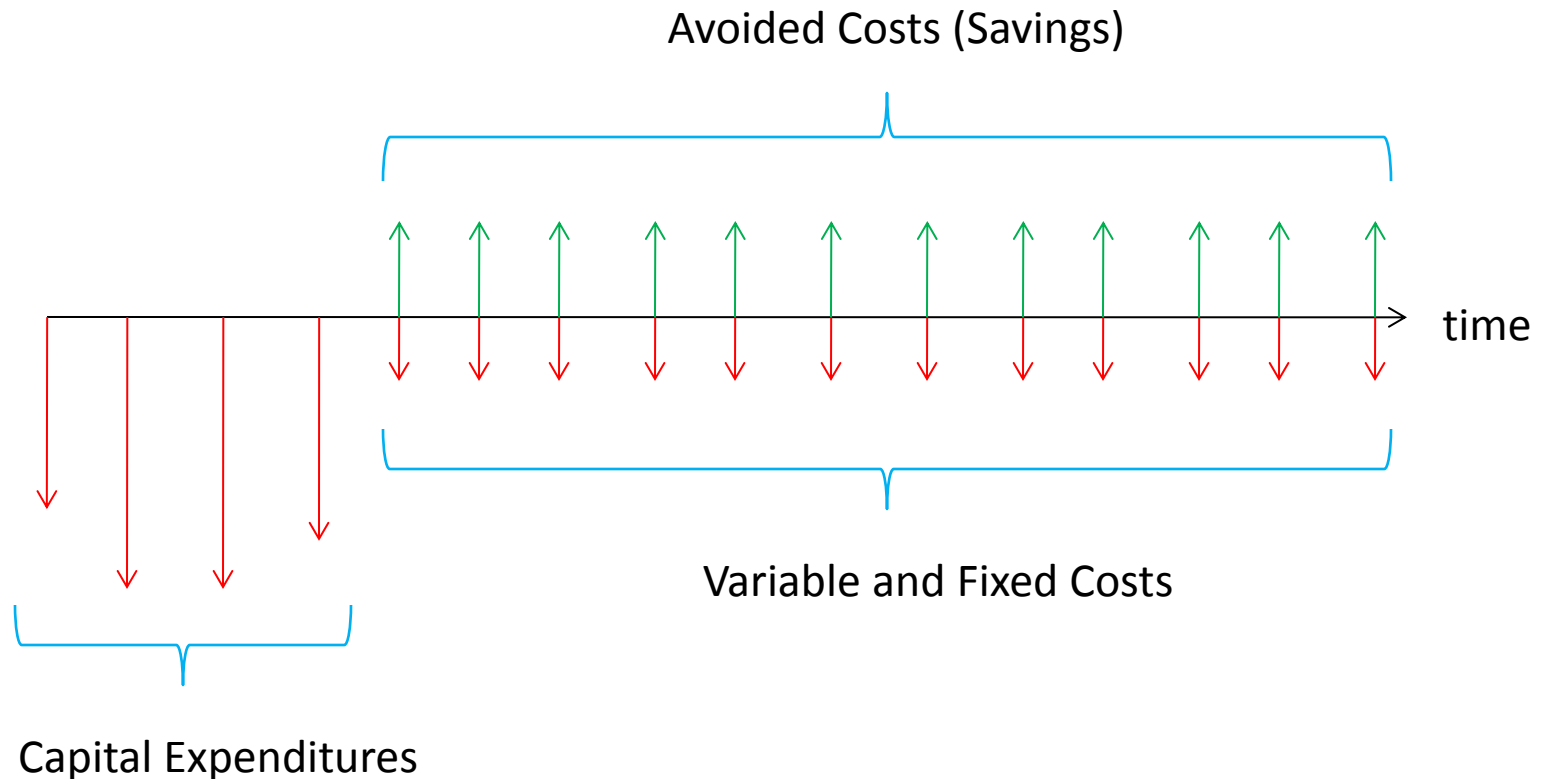 Avoided Costs (Savings)
time
Variable and Fixed Costs
Capital Expenditures